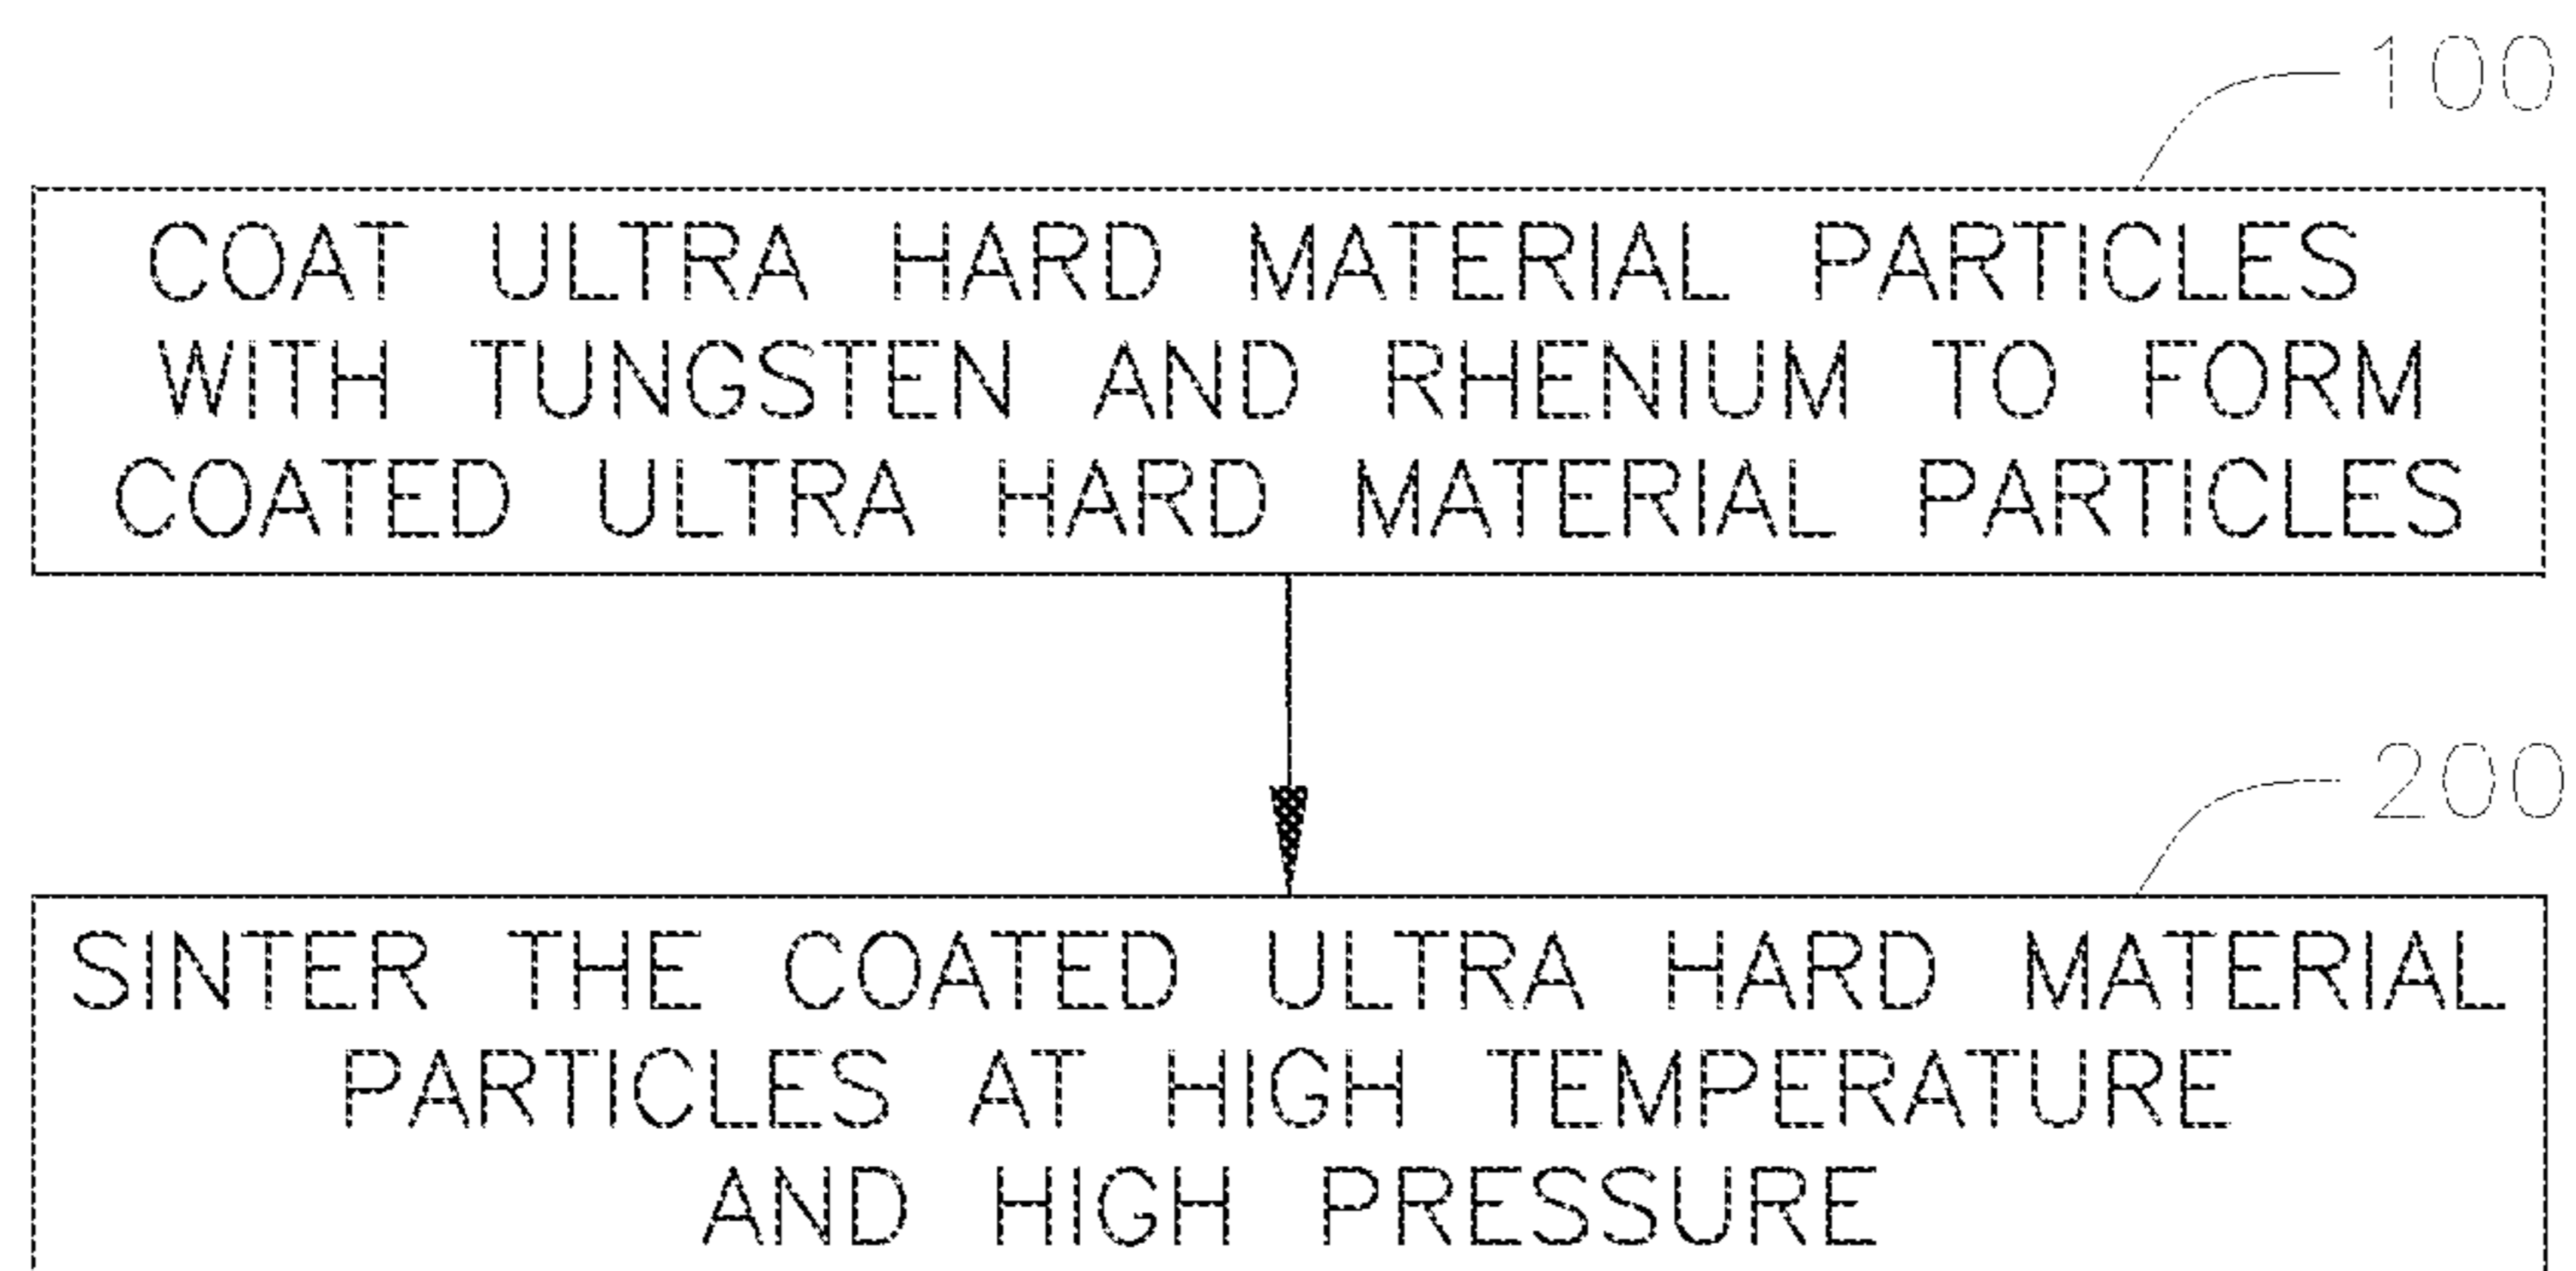 100
COAT ULTRA HARD MATERIAL PARTICLES
WITH TUNGSTEN AND RHENIUM TO FORM
COATED ULTRA HARD MATERIAL PARTICLES
200
SINTER THE COATED ULTRA HARD MATERIAL
PARTICLES AT HIGH TEMPERATURE
AND HIGH PRESSURE